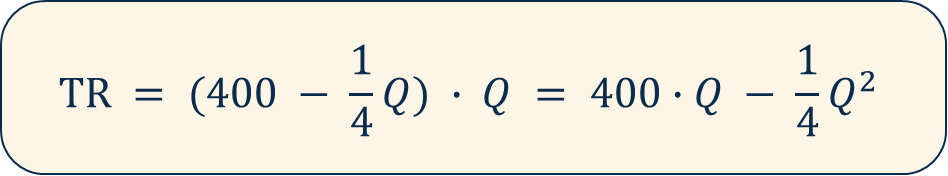 TR = (400 − 1/4 Q) · Q = 400 · Q − 1/4 Q²